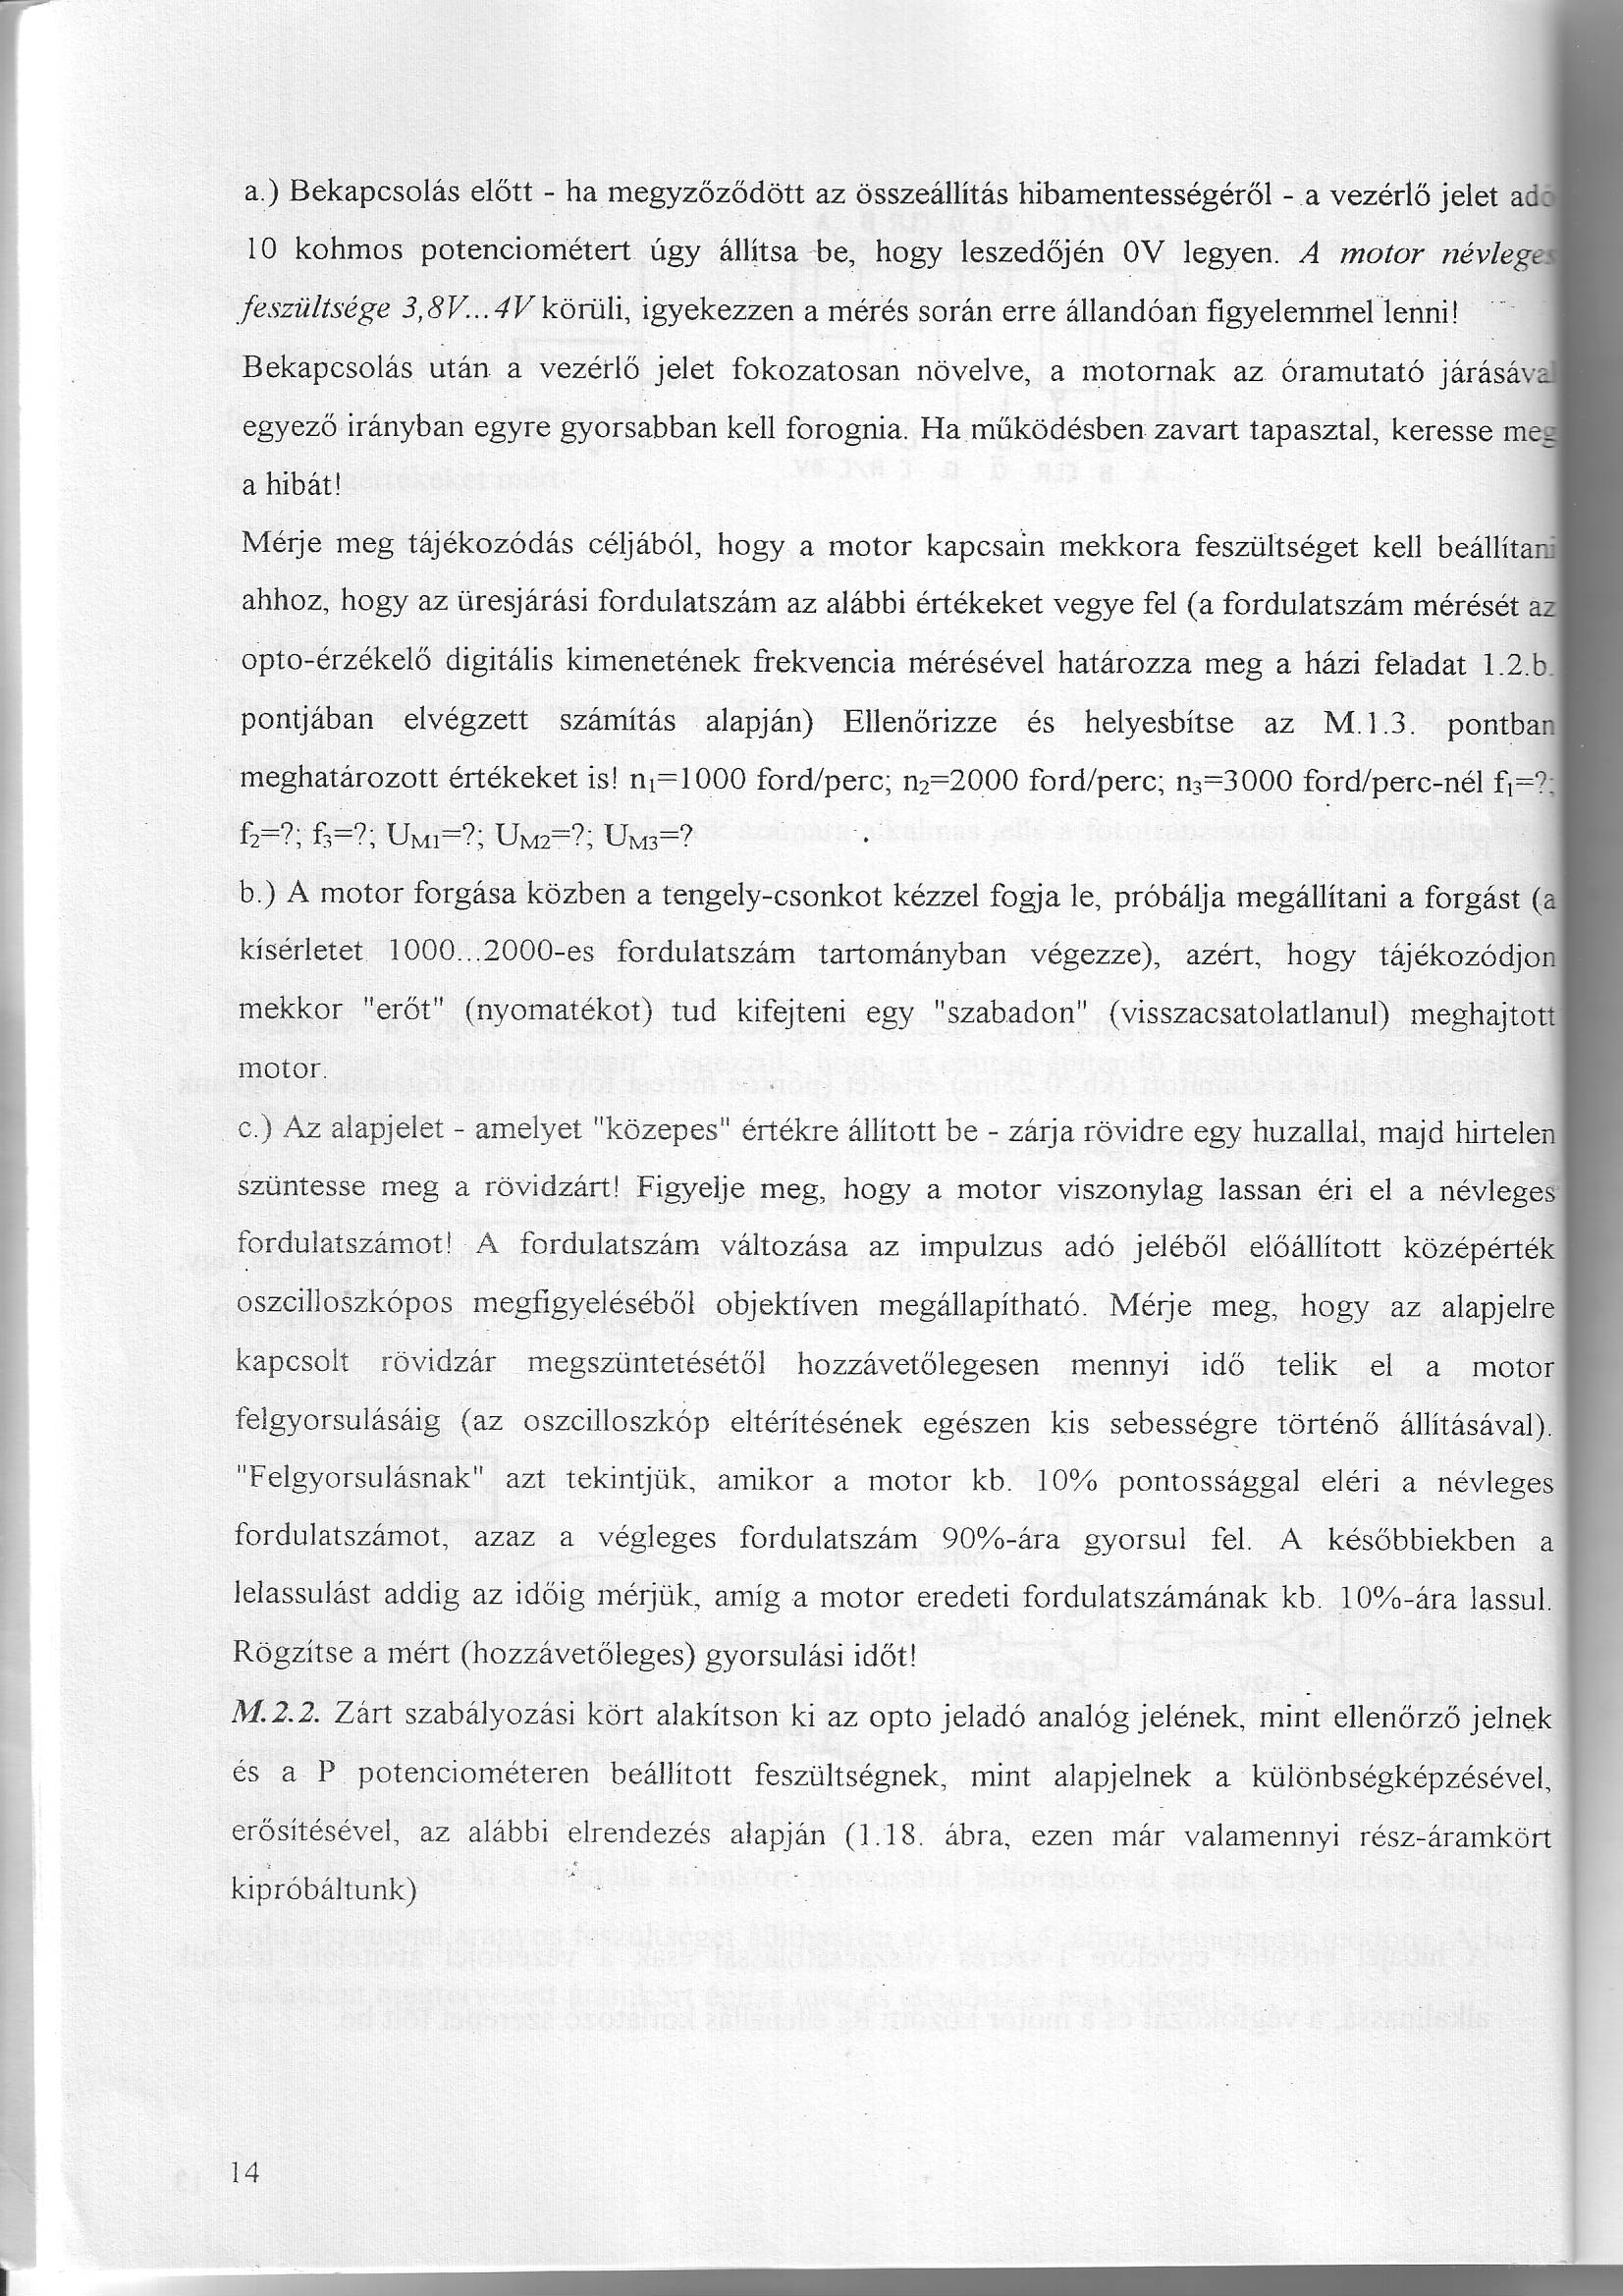 a.) Bekapcsolás előtt - ha megyzőződött az összeállítás hibamentességéről - a vezérlő jelet adó
10 kohmos potenciométert úgy állítsa be, hogy leszedőjén 0V legyen. A motor névleges
feszültsége 3,8V...4V körüli, igyekezzen a mérés során erre állandóan figyelemmel lenni!
Bekapcsolás után a vezérlő jelet fokozatosan növelve, a motornak az óramutató járásával
egyező irányban egyre gyorsabban kell forognia. Ha működésben zavart tapasztal, keresse meg
a hibát!
Mérje meg tájékozódás céljából, hogy a motor kapcsain mekkora feszültséget kell beállítani
ahhoz, hogy az üresjárási fordulatszám az alábbi értékeket vegye fel (a fordulatszám mérését az
opto-érzékelő digitális kimenetének frekvencia mérésével határozza meg a házi feladat 1.2.b.
pontjában elvégzett számítás alapján) Ellenőrizze és helyesbítse az M.1.3. pontban
meghatározott értékeket is! n₁=1000 ford/perc; n₂=2000 ford/perc; n₃=3000 ford/perc-nél f₁=?;
f₂=?; f₃=?; U_M1=?; U_M2=?; U_M3=?
b.) A motor forgása közben a tengely-csonkot kézzel fogja le, próbálja megállítani a forgást (a
kísérletet 1000...2000-es fordulatszám tartományban végezze), azért, hogy tájékozódjon
mekkor "erőt" (nyomatékot) tud kifejteni egy "szabadon" (visszacsatolatlanul) meghajtott
motor.
c.) Az alapjelet - amelyet "közepes" értékre állított be - zárja rövidre egy huzallal, majd hirtelen
szüntesse meg a rövidzárt! Figyelje meg, hogy a motor viszonylag lassan éri el a névleges
fordulatszámot! A fordulatszám változása az impulzus adó jeléből előállított középérték
oszcilloszkópos megfigyeléséből objektíven megállapítható. Mérje meg, hogy az alapjelre
kapcsolt rövidzár megszüntetésétől hozzávetőlegesen mennyi idő telik el a motor
felgyorsulásáig (az oszcilloszkóp eltérítésének egészen kis sebességre történő állításával).
"Felgyorsulásnak" azt tekintjük, amikor a motor kb. 10% pontossággal eléri a névleges
fordulatszámot, azaz a végleges fordulatszám 90%-ára gyorsul fel. A későbbiekben a
lelassulást addig az időig mérjük, amíg a motor eredeti fordulatszámának kb. 10%-ára lassul.
Rögzítse a mért (hozzávetőleges) gyorsulási időt!
M.2.2. Zárt szabályozási kört alakítson ki az opto jeladó analóg jelének, mint ellenőrző jelnek
és a P potenciométeren beállított feszültségnek, mint alapjelnek a különbségképzésével,
erősítésével, az alábbi elrendezés alapján (1.18. ábra, ezen már valamennyi rész-áramkört
kipróbáltunk)
14